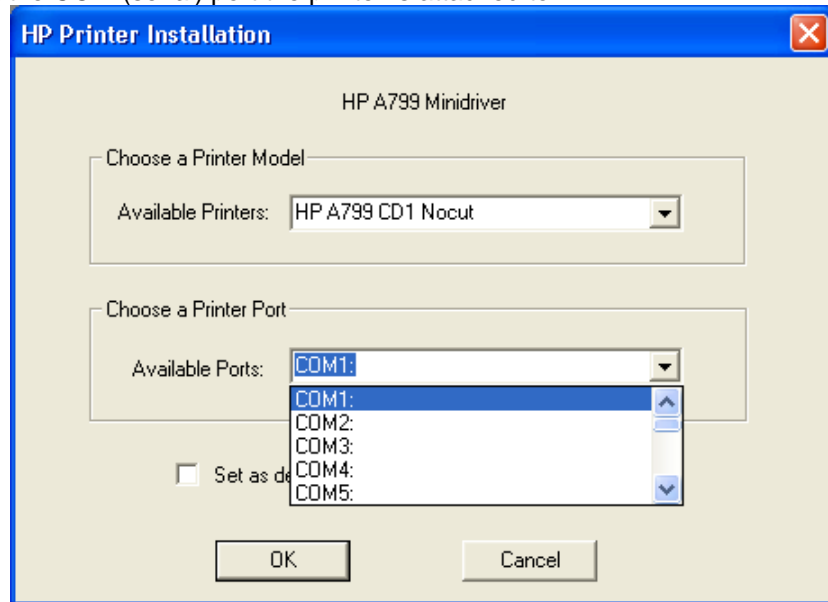 HP Printer Installation
HP A799 Minidriver
Choose a Printer Model
Available Printers: HP A799 CD1 Nocut
Choose a Printer Port
Available Ports: COM1:
COM1:
COM2:
COM3:
COM4:
Set as de
COM5:
OK Cancel